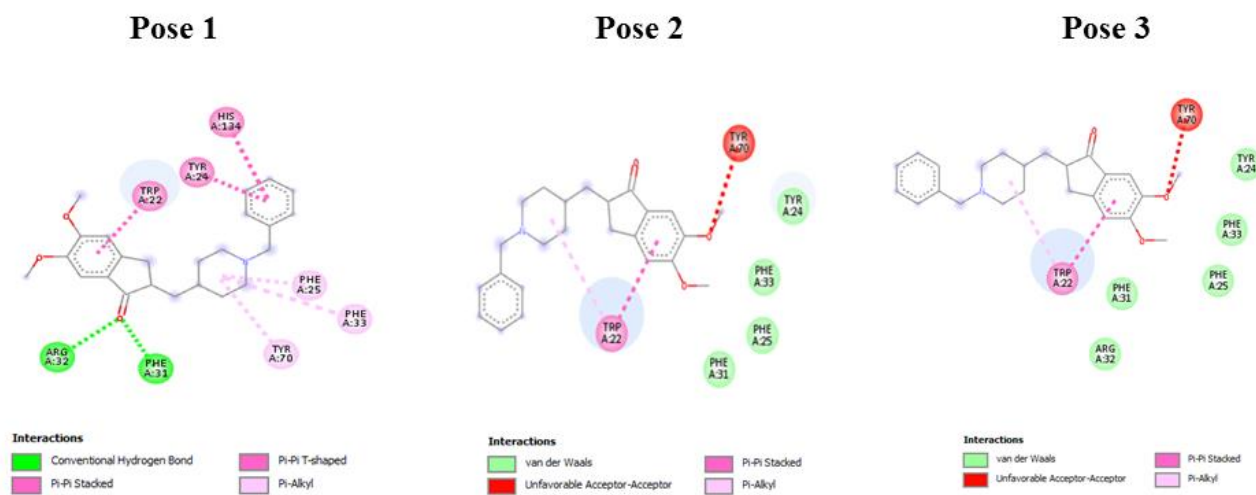 Pose 1
Pose 2
Pose 3
HIS
A:134
TYR
A:24
TRP
A:22
PHE
A:25
PHE
A:33
TYR
A:70
ARG
A:32
PHE
A:31
O
N
O
O
Interactions
Conventional Hydrogen Bond
Pi-Pi Stacked
Pi-Pi T-shaped
Pi-Alkyl
TYR
A:70
TYR
A:24
PHE
A:33
PHE
A:25
PHE
A:31
TRP
A:22
O
N
O
O
Interactions
van der Waals
Unfavorable Acceptor-Acceptor
Pi-Pi Stacked
Pi-Alkyl
TYR
A:70
TYR
A:24
PHE
A:33
PHE
A:25
PHE
A:31
TRP
A:22
ARG
A:32
O
N
O
O
Interactions
van der Waals
Unfavorable Acceptor-Acceptor
Pi-Pi Stacked
Pi-Alkyl